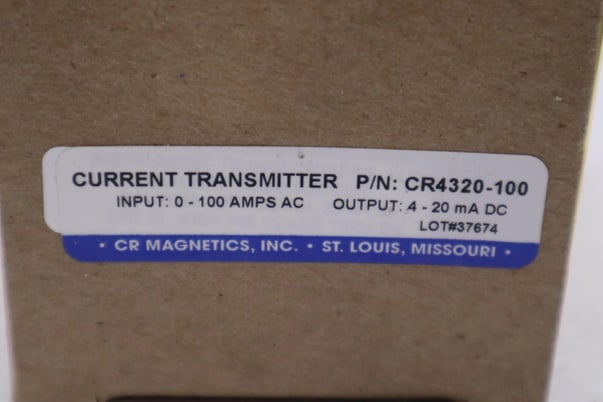 CURRENT TRANSMITTER P/N: CR4320-100
INPUT: 0 - 100 AMPS AC OUTPUT: 4 - 20 mA DC
LOT#37674
• CR MAGNETICS, INC. • ST. LOUIS, MISSOURI •